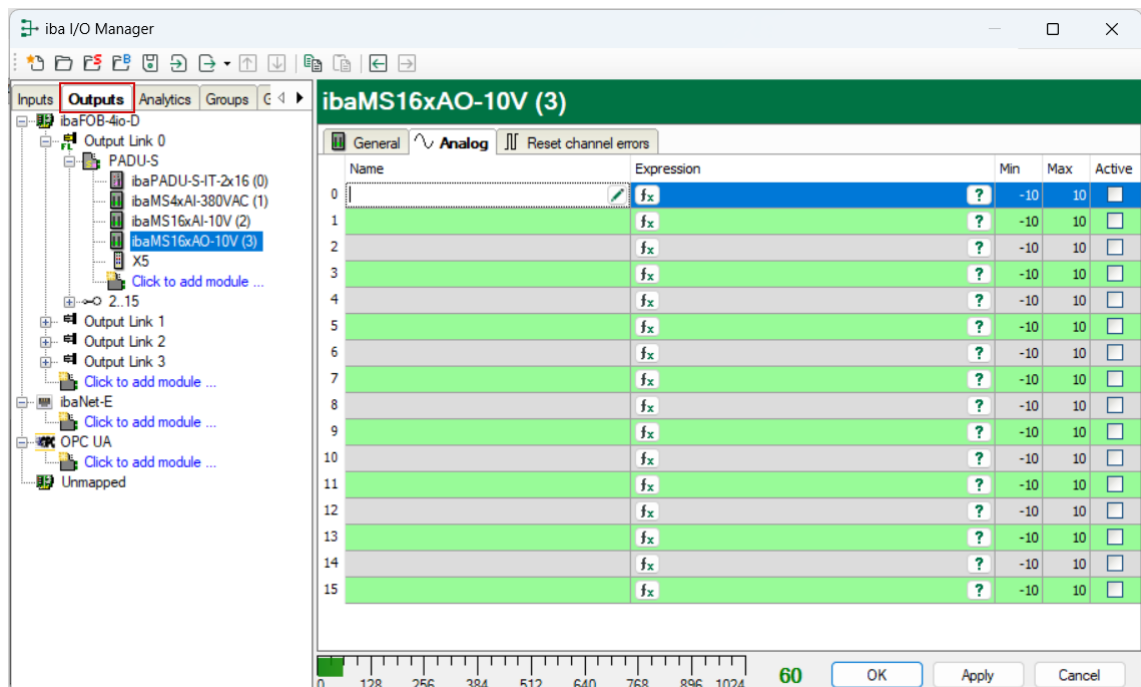 iba I/O Manager
Inputs Outputs Analytics Groups
ibaFOB-4io-D
Output Link 0
PADU-S
ibaPADU-S-IT-2x16 (0)
ibaMS4xAI-380VAC (1)
ibaMS16xAI-10V (2)
ibaMS16xAO-10V (3)
X5
Click to add module ...
2..15
Output Link 1
Output Link 2
Output Link 3
Click to add module ...
ibaNet-E
Click to add module ...
OPC UA
Click to add module ...
Unmapped
ibaMS16xAO-10V (3)
General Analog Reset channel errors
Name Expression Min Max Active
0 fx ? -10 10
1 fx ? -10 10
2 fx ? -10 10
3 fx ? -10 10
4 fx ? -10 10
5 fx ? -10 10
6 fx ? -10 10
7 fx ? -10 10
8 fx ? -10 10
9 fx ? -10 10
10 fx ? -10 10
11 fx ? -10 10
12 fx ? -10 10
13 fx ? -10 10
14 fx ? -10 10
15 fx ? -10 10
0 128 256 384 512 640 768 896 1024
60 OK Apply Cancel